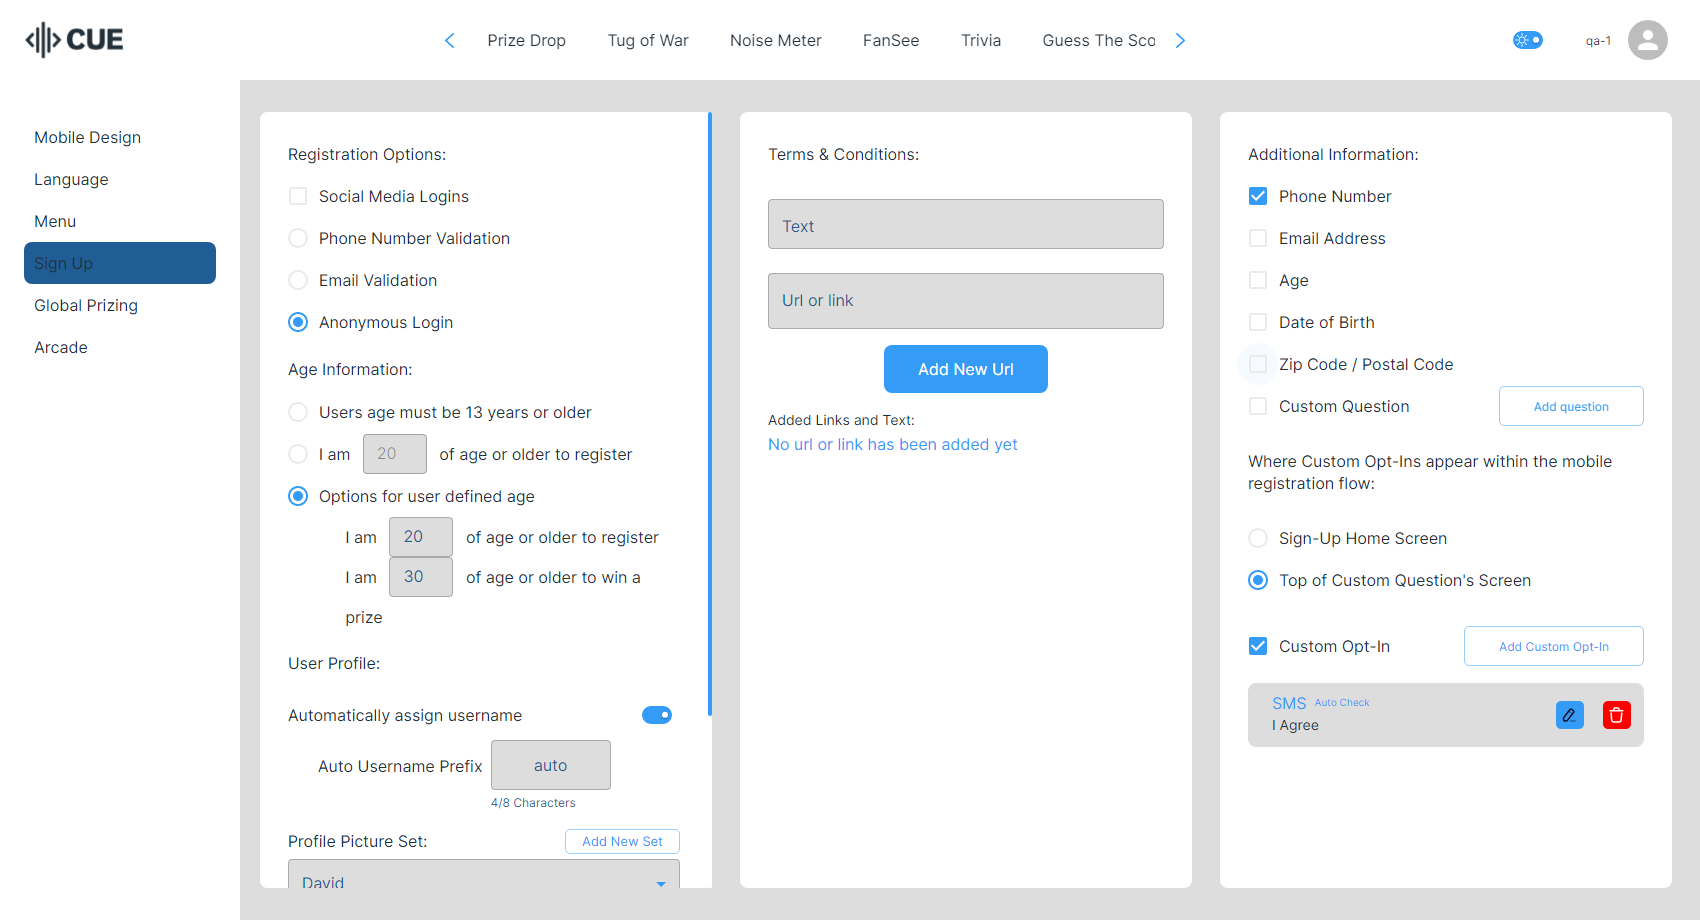 CUE
Prize Drop
Tug of War
Noise Meter
FanSee
Trivia
Guess The Sco
qa-1
Mobile Design
Language
Menu
Sign Up
Global Prizing
Arcade
Registration Options:
Social Media Logins
Phone Number Validation
Email Validation
Anonymous Login
Age Information:
Users age must be 13 years or older
I am 20 of age or older to register
Options for user defined age
I am 20 of age or older to register
I am 30 of age or older to win a
prize
User Profile:
Automatically assign username
Auto Username Prefix auto
4/8 Characters
Profile Picture Set: Add New Set
David
Terms & Conditions:
Text
Url or link
Add New Url
Added Links and Text:
No url or link has been added yet
Additional Information:
Phone Number
Email Address
Age
Date of Birth
Zip Code / Postal Code
Custom Question Add question
Where Custom Opt-Ins appear within the mobile
registration flow:
Sign-Up Home Screen
Top of Custom Question's Screen
Custom Opt-In Add Custom Opt-In
SMS Auto Check
I Agree